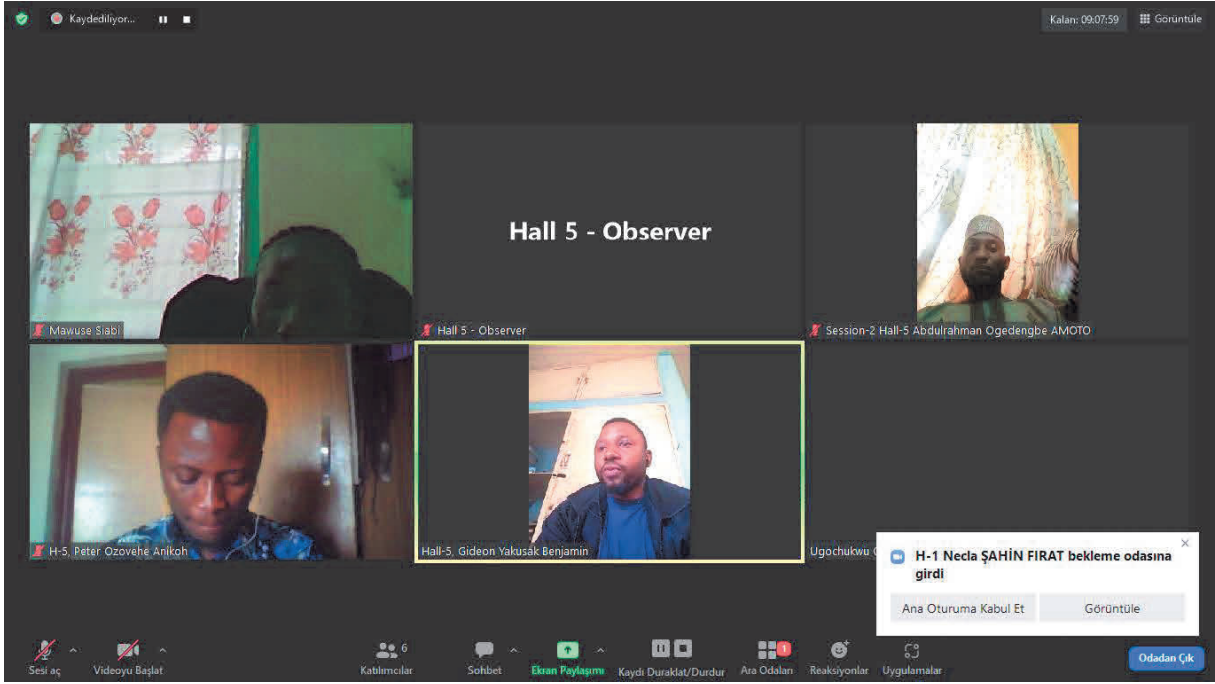 Kaydediliyor...
Kalan: 09:07:59
Görüntüle
Mawuse Siabi
Hall 5 - Observer
Hall 5 - Observer
Session-2 Hall-5 Abdulrahman Ogedengbe AMOTO
H-5, Peter Ozovehe Anikoh
Hall-5, Gideon Yakusak Benjamin
Ugochukwu
H-1 Necla ŞAHİN FIRAT bekleme odasına
girdi
Ana Oturuma Kabul Et
Görüntüle
Sesi aç
Videoyu Başlat
6
Katılımcılar
Sohbet
Ekran Paylaşımı
Kaydı Duraklat/Durdur
1
Ara Odaları
Reaksiyonlar
Uygulamalar
Odadan Çık